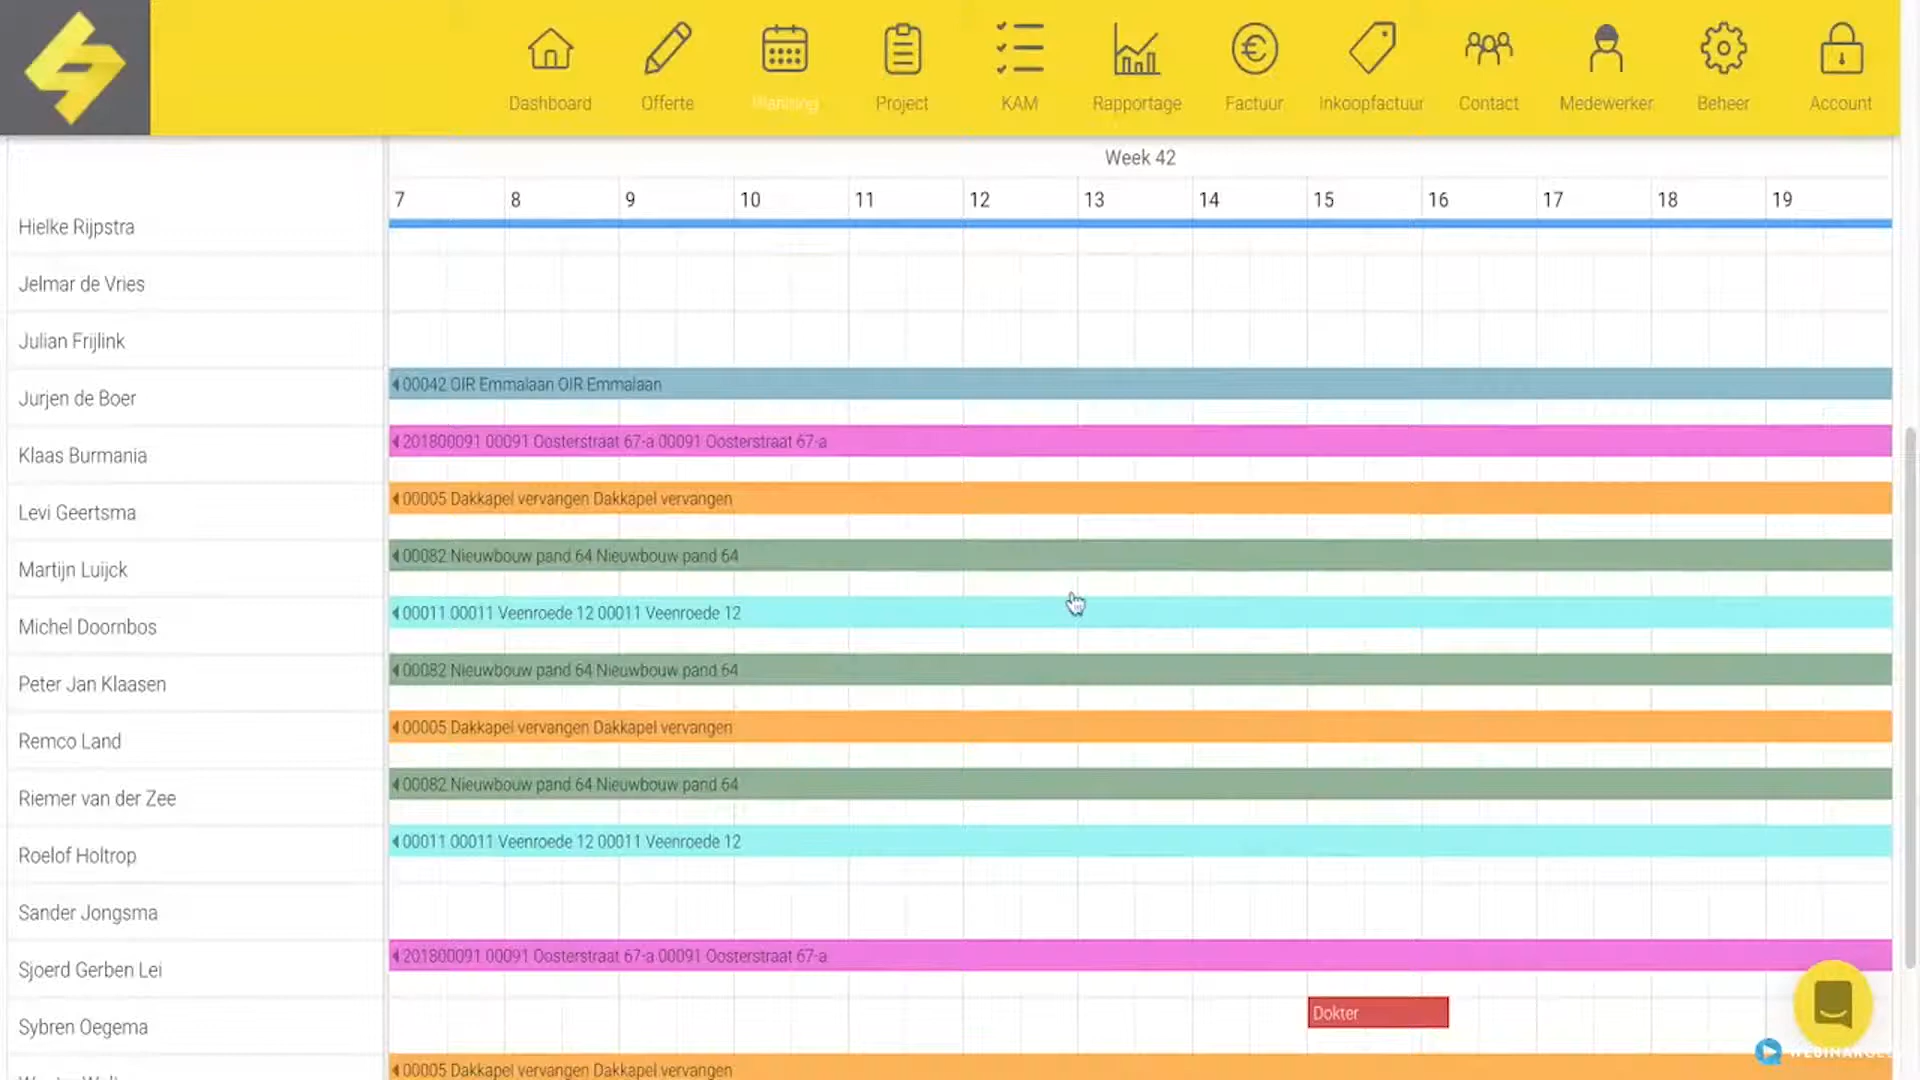 Dashboard Offerte Planning Project KAM Rapportage Factuur Inkoopfactuur Contact Medewerker Beheer Account
Week 42
7 8 9 10 11 12 13 14 15 16 17 18 19
Hielke Rijpstra
Jelmar de Vries
Julian Frijlink
Jurjen de Boer
00042 OIR Emmalaan OIR Emmalaan
Klaas Burmania
201800091 00091 Oosterstraat 67-a 00091 Oosterstraat 67-a
Levi Geertsma
00005 Dakkapel vervangen Dakkapel vervangen
Martijn Luijck
00082 Nieuwbouw pand 64 Nieuwbouw pand 64
Michel Doornbos
00011 00011 Veenroede 12 00011 Veenroede 12
Peter Jan Klaasen
00082 Nieuwbouw pand 64 Nieuwbouw pand 64
Remco Land
00005 Dakkapel vervangen Dakkapel vervangen
Riemer van der Zee
00082 Nieuwbouw pand 64 Nieuwbouw pand 64
Roelof Holtrop
00011 00011 Veenroede 12 00011 Veenroede 12
Sander Jongsma
Sjoerd Gerben Lei
201800091 00091 Oosterstraat 67-a 00091 Oosterstraat 67-a
Sybren Oegema
Dokter
00005 Dakkapel vervangen Dakkapel vervangen